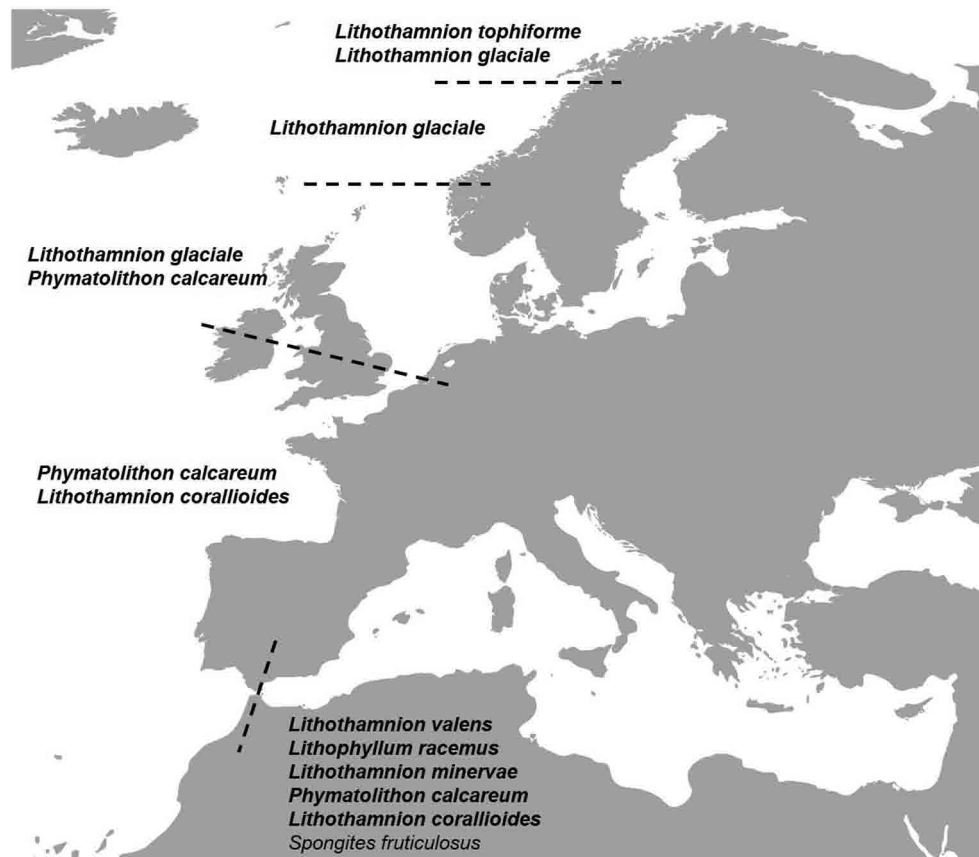 Lithothamnion tophiforme
Lithothamnion glaciale
Lithothamnion glaciale
Lithothamnion glaciale
Phymatolithon calcareum
Phymatolithon calcareum
Lithothamnion corallioides
Lithothamnion valens
Lithophyllum racemus
Lithothamnion minervae
Phymatolithon calcareum
Lithothamnion corallioides
Spongites fruticulosus